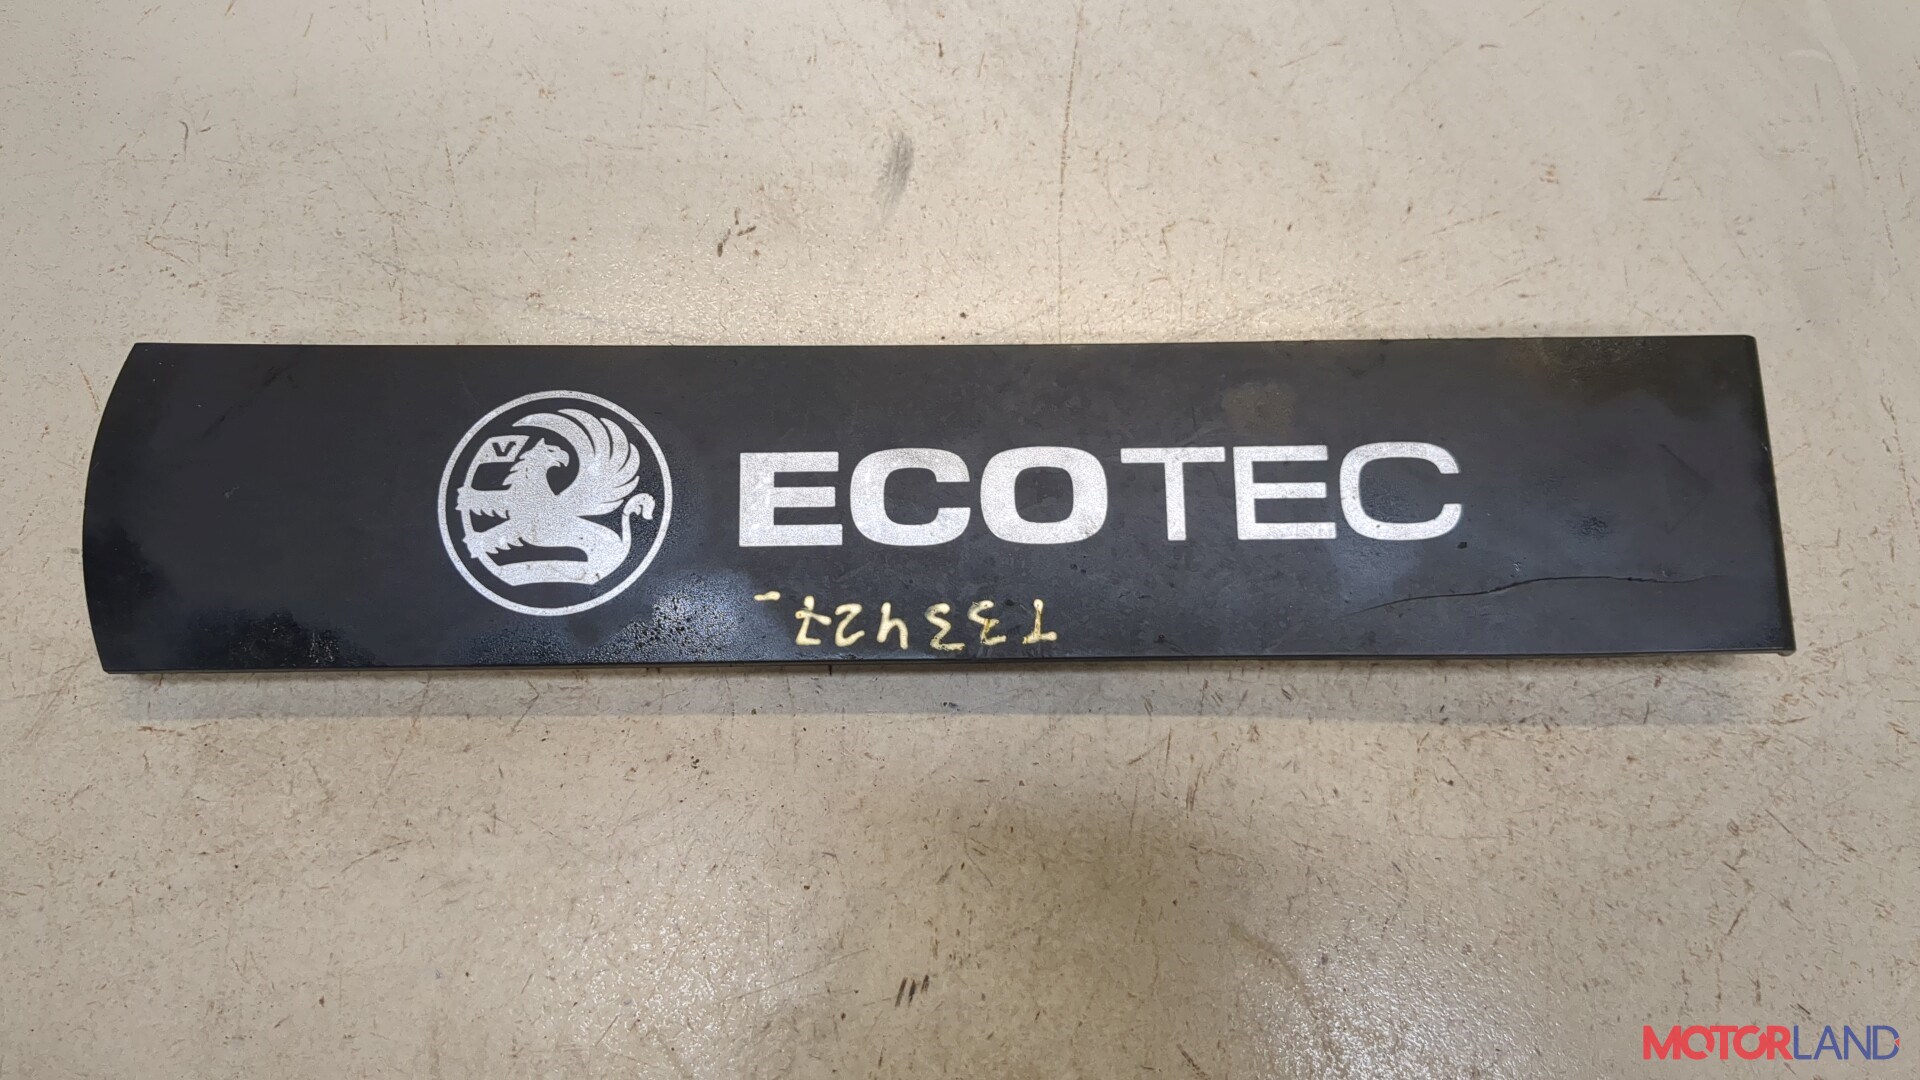 V
ECOTEC
T33427-
MOTORLAND